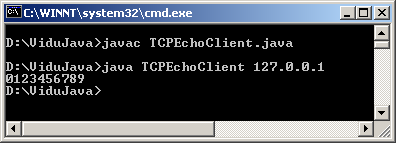 C:\WINNT\system32\cmd.exe
D:\ViduJava>javac TCPEchoClient.java
D:\ViduJava>java TCPEchoClient 127.0.0.1
0123456789
D:\ViduJava>